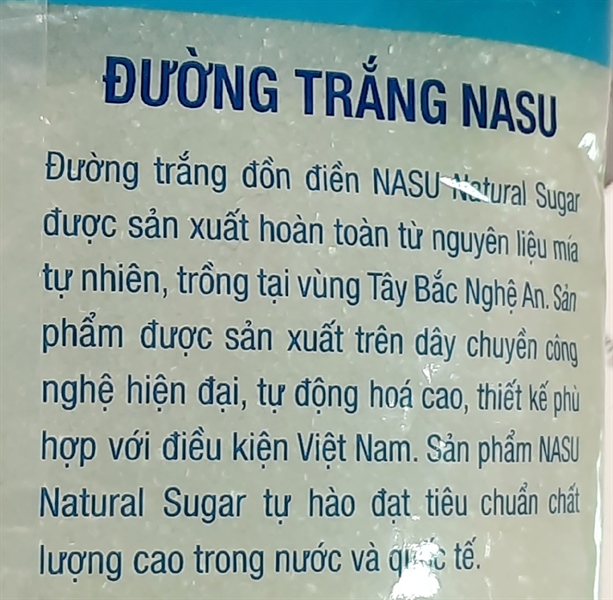 ĐƯỜNG TRẮNG NASU
Đường trắng đồn điền NASU Natural Sugar
được sản xuất hoàn toàn từ nguyên liệu mía
tự nhiên, trồng tại vùng Tây Bắc Nghệ An. Sản
phẩm được sản xuất trên dây chuyền công
nghệ hiện đại, tự động hoá cao, thiết kế phù
hợp với điều kiện Việt Nam. Sản phẩm NASU
Natural Sugar tự hào đạt tiêu chuẩn chất
lượng cao trong nước và quốc tế.